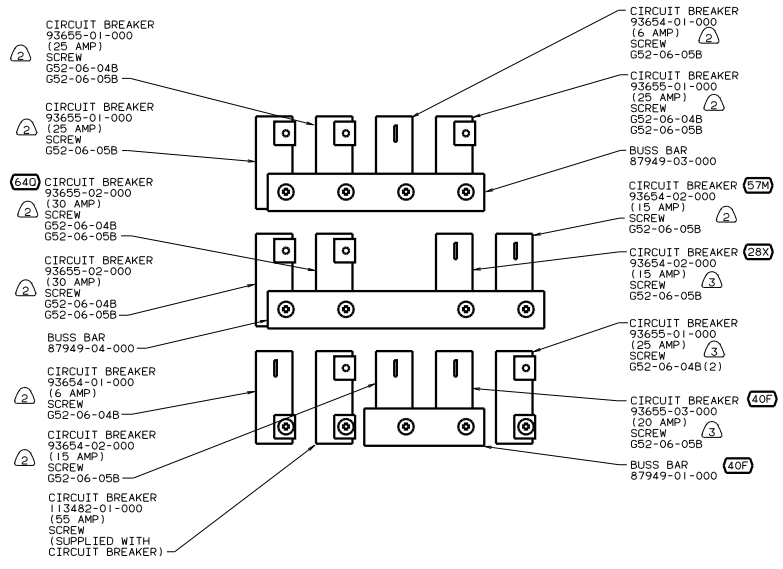 CIRCUIT BREAKER
93655-01-000
(25 AMP)
SCREW
G52-06-04B
G52-06-05B
2
CIRCUIT BREAKER
93655-01-000
(25 AMP)
SCREW
G52-06-05B
2
64Q
CIRCUIT BREAKER
93655-02-000
(30 AMP)
SCREW
G52-06-04B
G52-06-05B
2
CIRCUIT BREAKER
93655-02-000
(30 AMP)
SCREW
G52-06-04B
G52-06-05B
2
BUSS BAR
87949-04-000
CIRCUIT BREAKER
93654-01-000
(6 AMP)
SCREW
G52-06-04B
2
CIRCUIT BREAKER
93654-02-000
(15 AMP)
SCREW
G52-06-05B
2
CIRCUIT BREAKER
113482-01-000
(55 AMP)
SCREW
(SUPPLIED WITH
CIRCUIT BREAKER)
CIRCUIT BREAKER
93654-01-000
(6 AMP)
SCREW
G52-06-05B
2
CIRCUIT BREAKER
93655-01-000
(25 AMP)
SCREW
G52-06-04B
G52-06-05B
2
BUSS BAR
87949-03-000
CIRCUIT BREAKER 57M
93654-02-000
(15 AMP)
SCREW
G52-06-05B
2
CIRCUIT BREAKER 28X
93654-02-000
(15 AMP)
SCREW
G52-06-05B
3
CIRCUIT BREAKER
93655-01-000
(25 AMP)
SCREW
G52-06-04B(2)
3
CIRCUIT BREAKER 40F
93655-03-000
(20 AMP)
SCREW
G52-06-05B
3
BUSS BAR 40F
87949-01-000